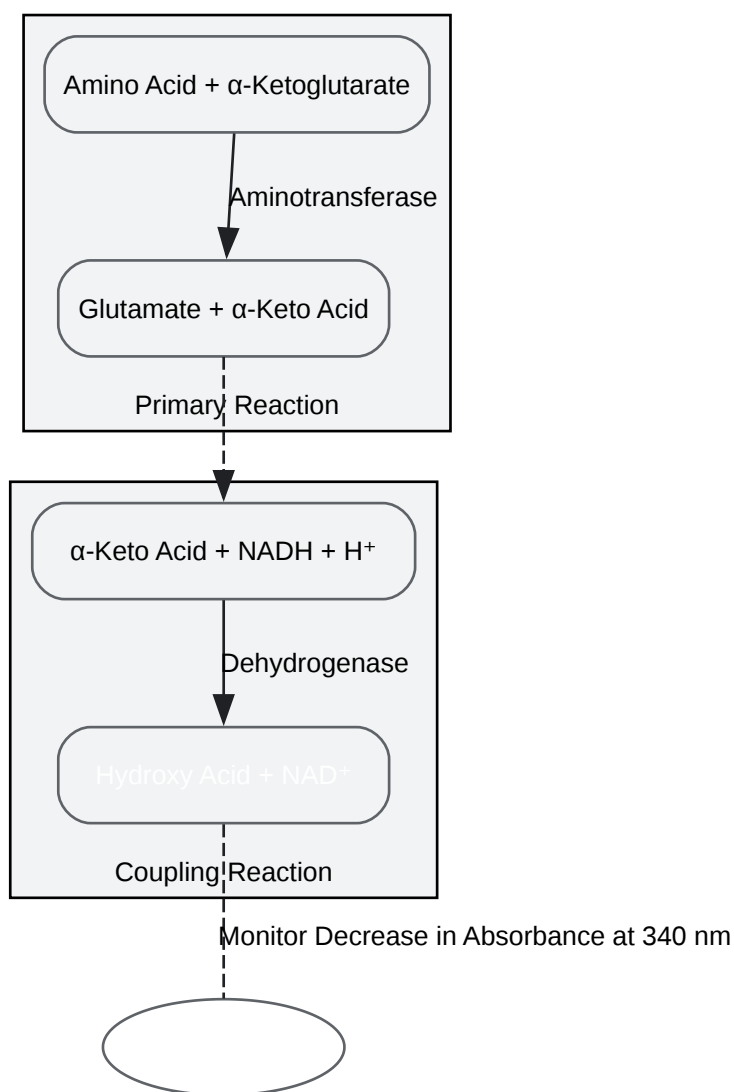 Amino Acid + α-Ketoglutarate
Aminotransferase
Glutamate + α-Keto Acid
Primary Reaction
α-Keto Acid + NADH + H⁺
Dehydrogenase
Hydroxy Acid + NAD⁺
Coupling Reaction
Monitor Decrease in Absorbance at 340 nm